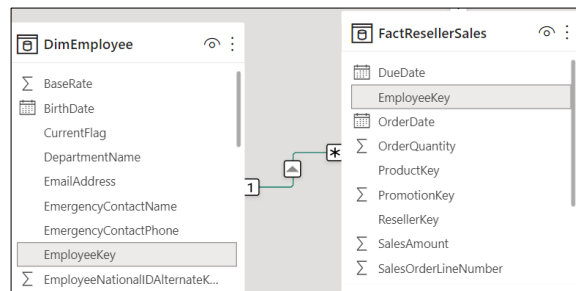 DimEmployee
BaseRate
BirthDate
CurrentFlag
DepartmentName
EmailAddress
EmergencyContactName
EmergencyContactPhone
EmployeeKey
EmployeeNationalIDAlternateK...
1
*
FactResellerSales
DueDate
EmployeeKey
OrderDate
OrderQuantity
ProductKey
PromotionKey
ResellerKey
SalesAmount
SalesOrderLineNumber